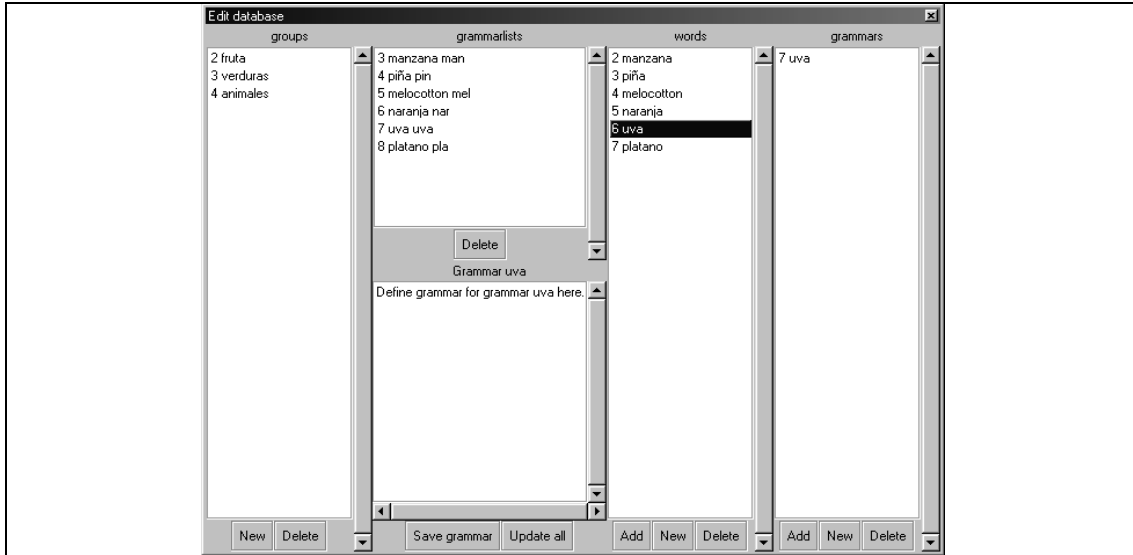 Edit database
groups
2 fruta
3 verduras
4 animales
New Delete
grammarlists
3 manzana man
4 piña pin
5 melocotton mel
6 naranja nar
7 uva uva
8 platano pla
Delete
Grammar uva
Define grammar for grammar uva here.
Save grammar Update all
words
2 manzana
3 piña
4 melocotton
5 naranja
6 uva
7 platano
Add New Delete
grammars
7 uva
Add New Delete